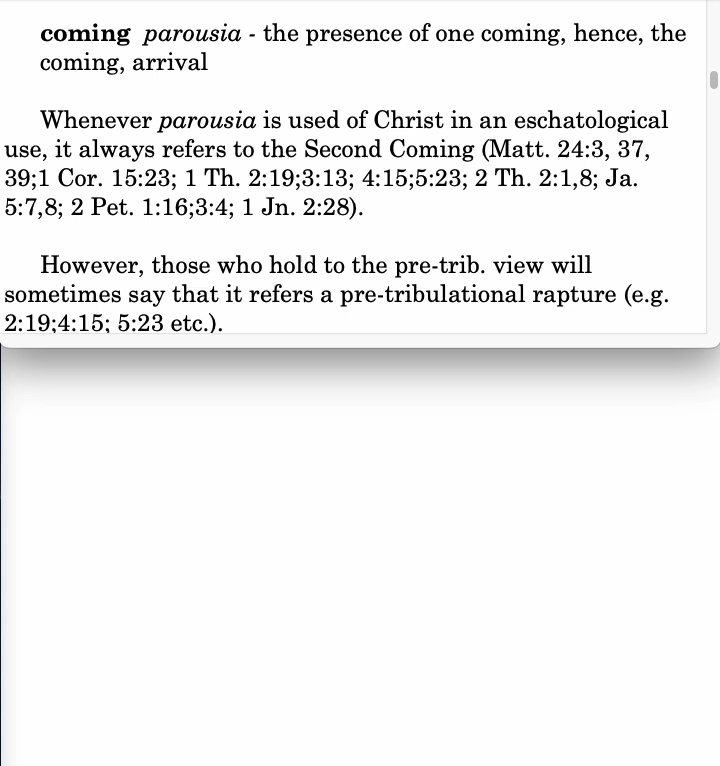 coming parousia - the presence of one coming, hence, the
coming, arrival
Whenever parousia is used of Christ in an eschatological
use, it always refers to the Second Coming (Matt. 24:3, 37,
39;1 Cor. 15:23; 1 Th. 2:19;3:13; 4:15;5:23; 2 Th. 2:1,8; Ja.
5:7,8; 2 Pet. 1:16;3:4; 1 Jn. 2:28).
However, those who hold to the pre-trib. view will
sometimes say that it refers a pre-tribulational rapture (e.g.
2:19;4:15; 5:23 etc.).